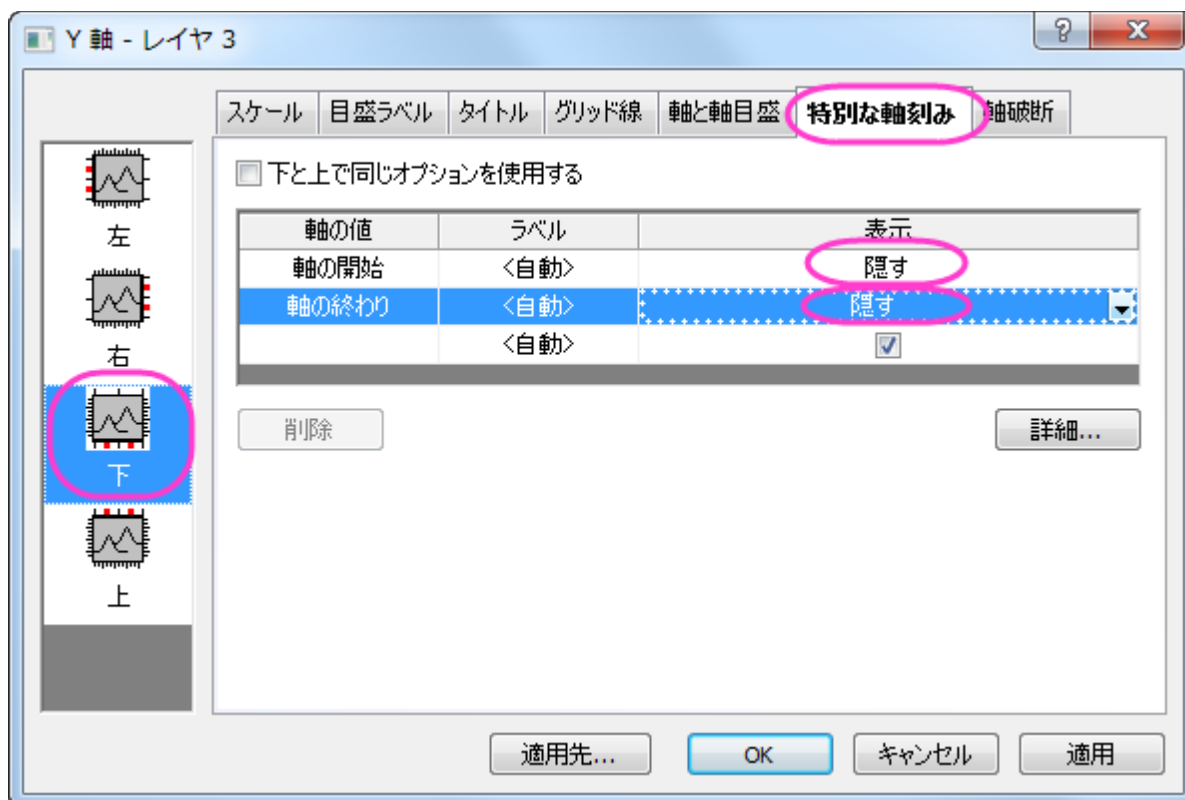 Y 軸 - レイヤ 3
スケール 目盛ラベル タイトル グリッド線 軸と軸目盛 特別な軸刻み 軸破断
左
右
下
上
下と上で同じオプションを使用する
軸の値 ラベル 表示
軸の開始 <自動> 隠す
軸の終わり <自動> 隠す
<自動>
削除 詳細...
適用先... OK キャンセル 適用